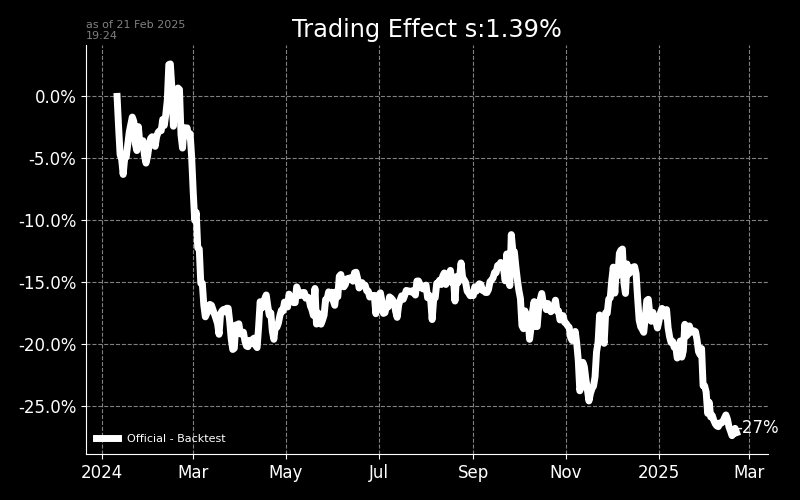 as of 21 Feb 2025
19:24
Trading Effect s:1.39%
0.0%
-5.0%
-10.0%
-15.0%
-20.0%
-25.0%
-27%
Official - Backtest
2024 Mar May Jul Sep Nov 2025 Mar